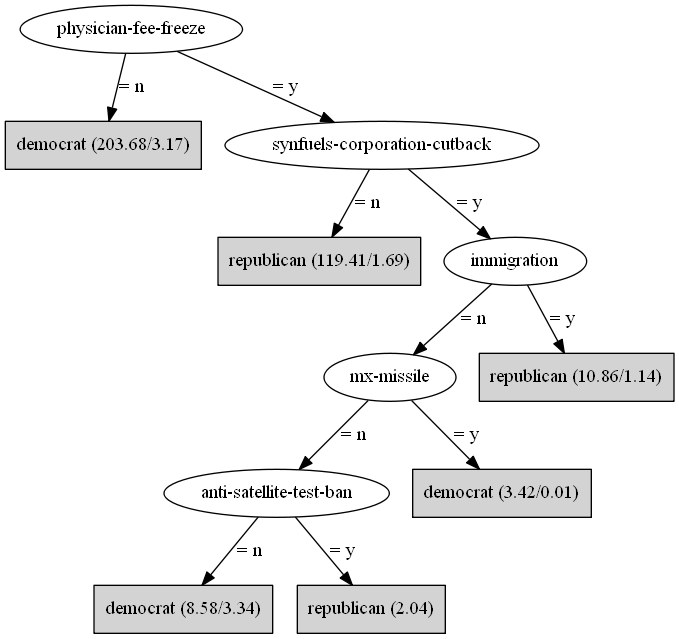 physician-fee-freeze
= n
= y
democrat (203.68/3.17)
synfuels-corporation-cutback
= n
= y
republican (119.41/1.69)
immigration
= n
= y
mx-missile
republican (10.86/1.14)
= n
= y
anti-satellite-test-ban
democrat (3.42/0.01)
= n
= y
democrat (8.58/3.34)
republican (2.04)